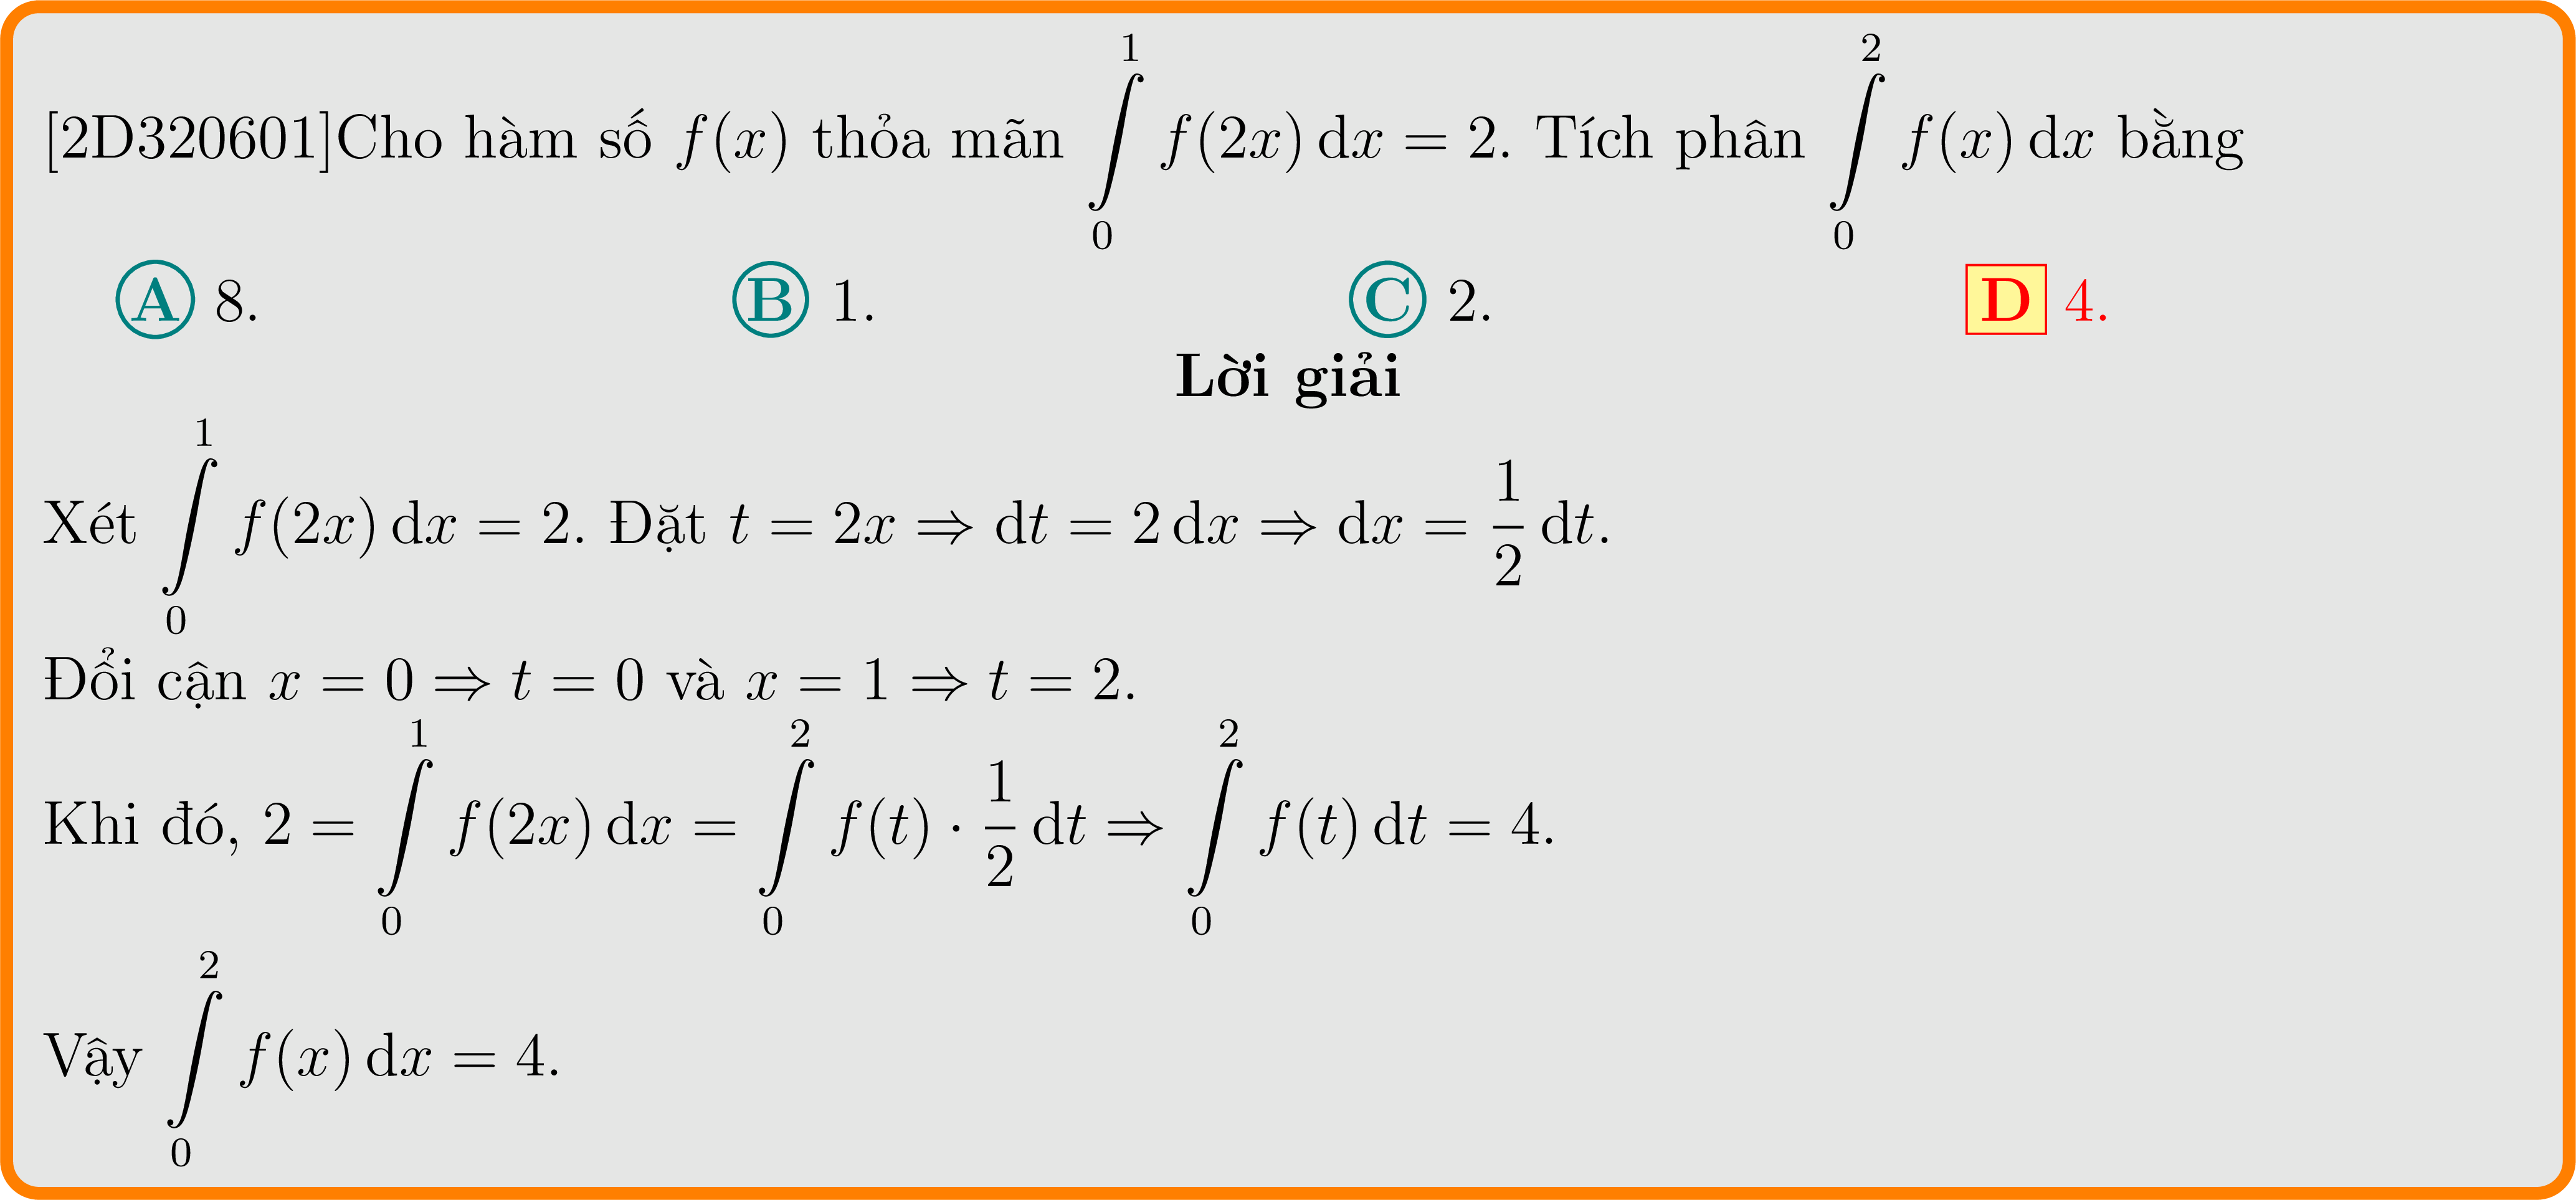 [2D320601]Cho hàm số $f(x)$ thỏa mãn $\int\limits_0^1 f(2x)\,\mathrm{d}x = 2$. Tích phân $\int\limits_0^2 f(x)\,\mathrm{d}x$ bằng
A 8. B 1. C 2. D 4.
Lời giải
Xét $\int\limits_0^1 f(2x)\,\mathrm{d}x = 2$. Đặt $t = 2x \Rightarrow \mathrm{d}t = 2\,\mathrm{d}x \Rightarrow \mathrm{d}x = \frac{1}{2}\,\mathrm{d}t$.
Đổi cận $x = 0 \Rightarrow t = 0$ và $x = 1 \Rightarrow t = 2$.
Khi đó, $2 = \int\limits_0^1 f(2x)\,\mathrm{d}x = \int\limits_0^2 f(t) \cdot \frac{1}{2}\,\mathrm{d}t \Rightarrow \int\limits_0^2 f(t)\,\mathrm{d}t = 4$.
Vậy $\int\limits_0^2 f(x)\,\mathrm{d}x = 4$.